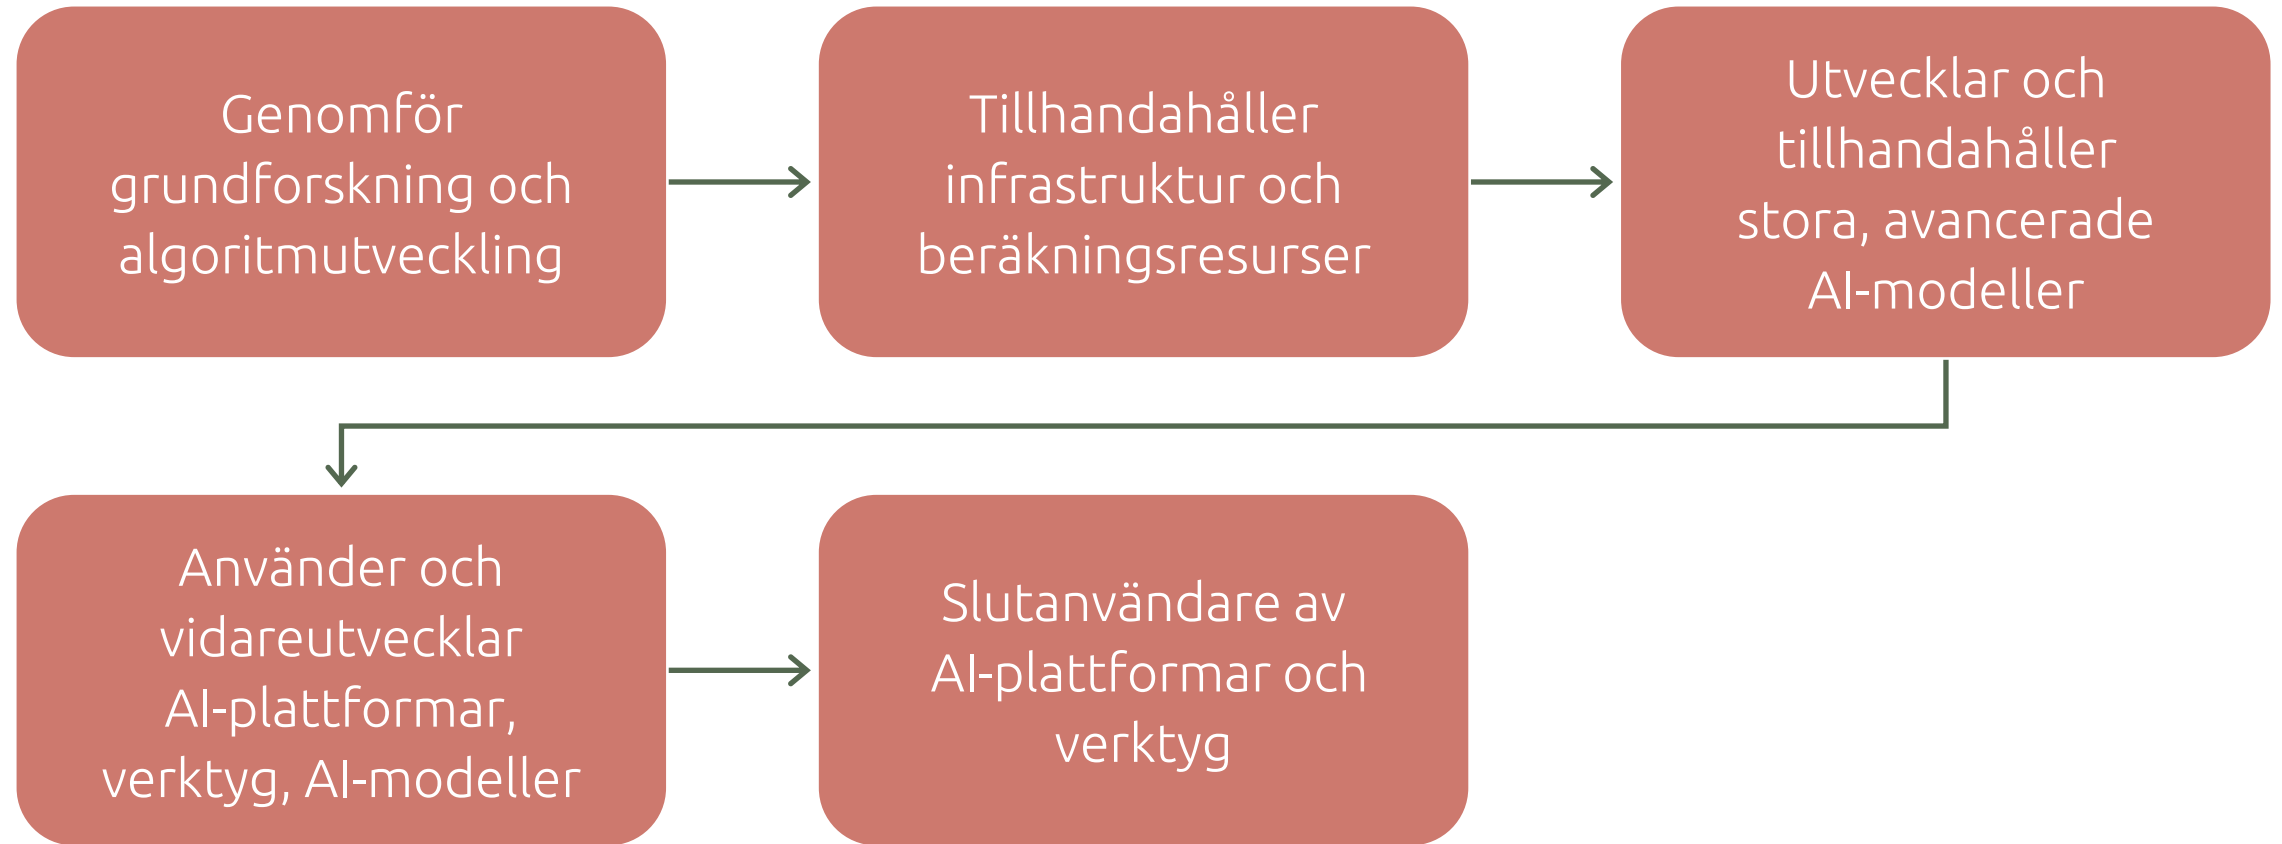 Genomför
grundforskning och
algoritmutveckling
Tillhandahåller
infrastruktur och
beräkningsresurser
Utvecklar och
tillhandahåller
stora, avancerade
AI-modeller
Använder och
vidareutvecklar
AI-plattformar,
verktyg, AI-modeller
Slutanvändare av
AI-plattformar och
verktyg